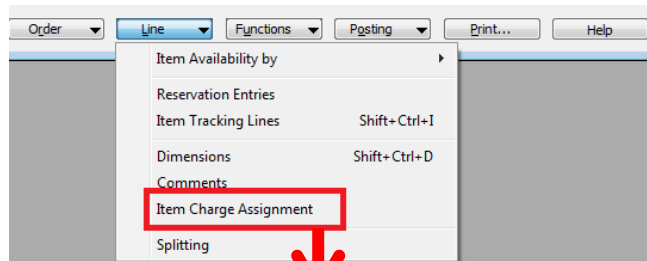 Order Line Functions Posting Print... Help
Item Availability by
Reservation Entries
Item Tracking Lines Shift+Ctrl+I
Dimensions Shift+Ctrl+D
Comments
Item Charge Assignment
Splitting